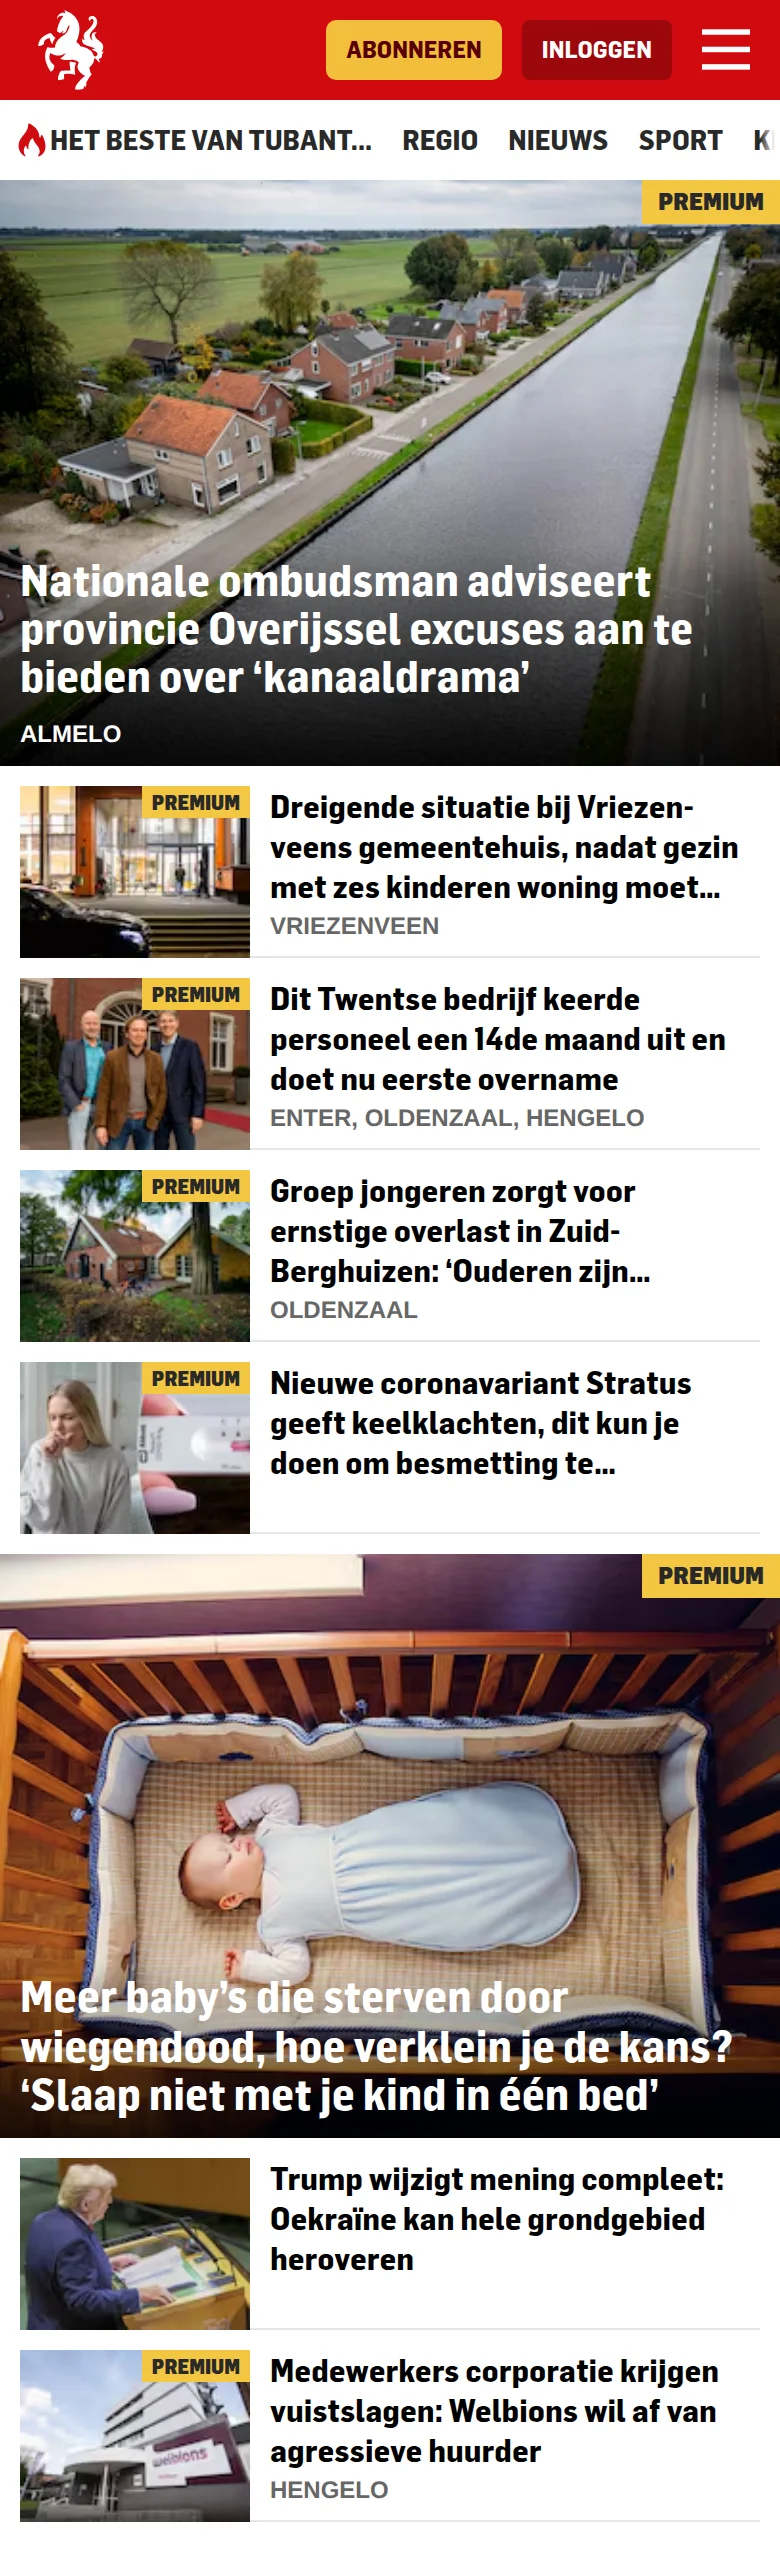 ABONNEREN
INLOGGEN
HET BESTE VAN TUBANT...
REGIO
NIEUWS
SPORT
PREMIUM
Nationale ombudsman adviseert
provincie Overijssel excuses aan te
bieden over ‘kanaaldrama’
ALMELO
PREMIUM
Dreigende situatie bij Vriezen-
veens gemeentehuis, nadat gezin
met zes kinderen woning moet...
VRIEZENVEEN
PREMIUM
Dit Twentse bedrijf keerde
personeel een 14de maand uit en
doet nu eerste overname
ENTER, OLDENZAAL, HENGELO
PREMIUM
Groep jongeren zorgt voor
ernstige overlast in Zuid-
Berghuizen: ‘Ouderen zijn...
OLDENZAAL
PREMIUM
Nieuwe coronavariant Stratus
geeft keelklachten, dit kun je
doen om besmetting te...
PREMIUM
Meer baby’s die sterven door
wiegendood, hoe verklein je de kans?
‘Slaap niet met je kind in één bed’
Trump wijzigt mening compleet:
Oekraïne kan hele grondgebied
heroveren
PREMIUM
welbions
Medewerkers corporatie krijgen
vuistslagen: Welbions wil af van
agressieve huurder
HENGELO